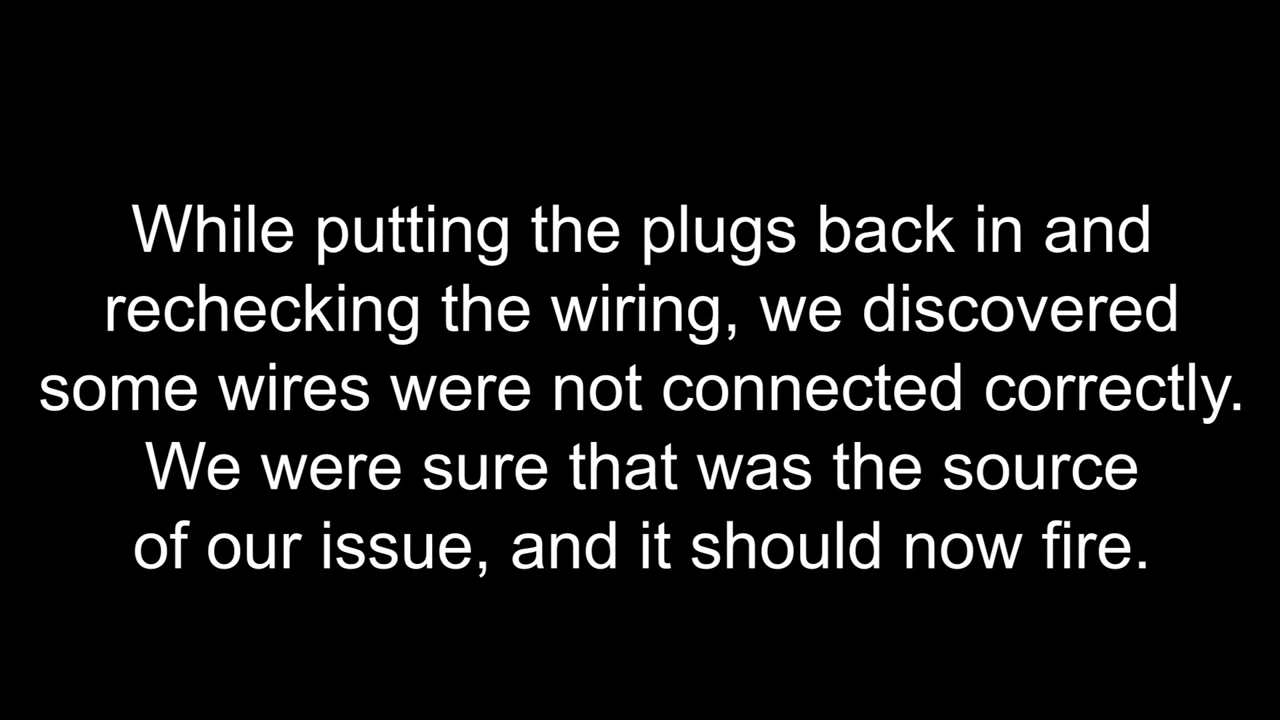 While putting the plugs back in and
rechecking the wiring, we discovered
some wires were not connected correctly.
We were sure that was the source
of our issue, and it should now fire.